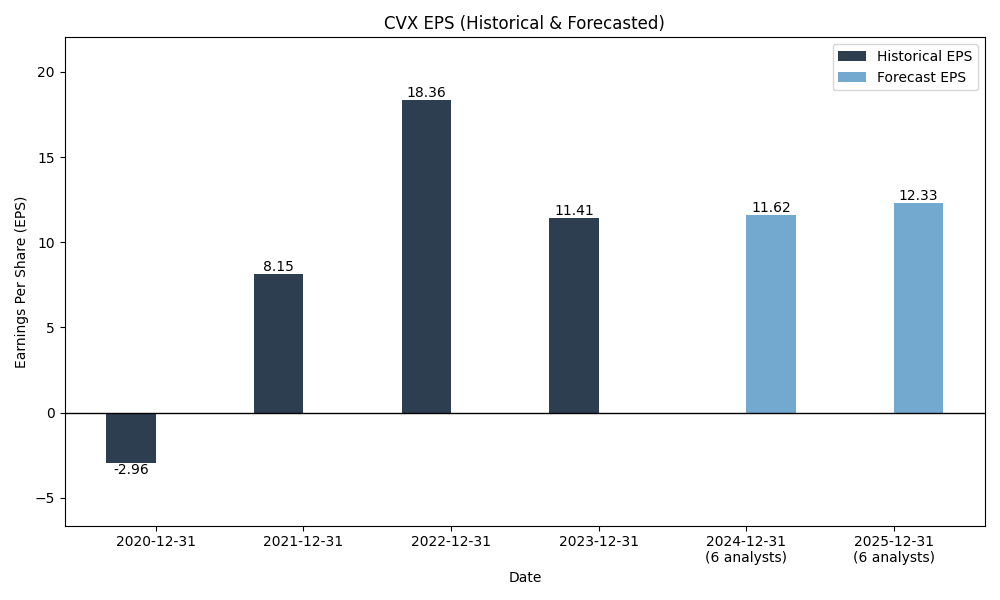 CVX EPS (Historical & Forecasted)
Historical EPS
Forecast EPS
Earnings Per Share (EPS)
20
15
10
5
0
−5
-2.96
8.15
18.36
11.41
11.62
12.33
2020-12-31
2021-12-31
2022-12-31
2023-12-31
2024-12-31
(6 analysts)
2025-12-31
(6 analysts)
Date